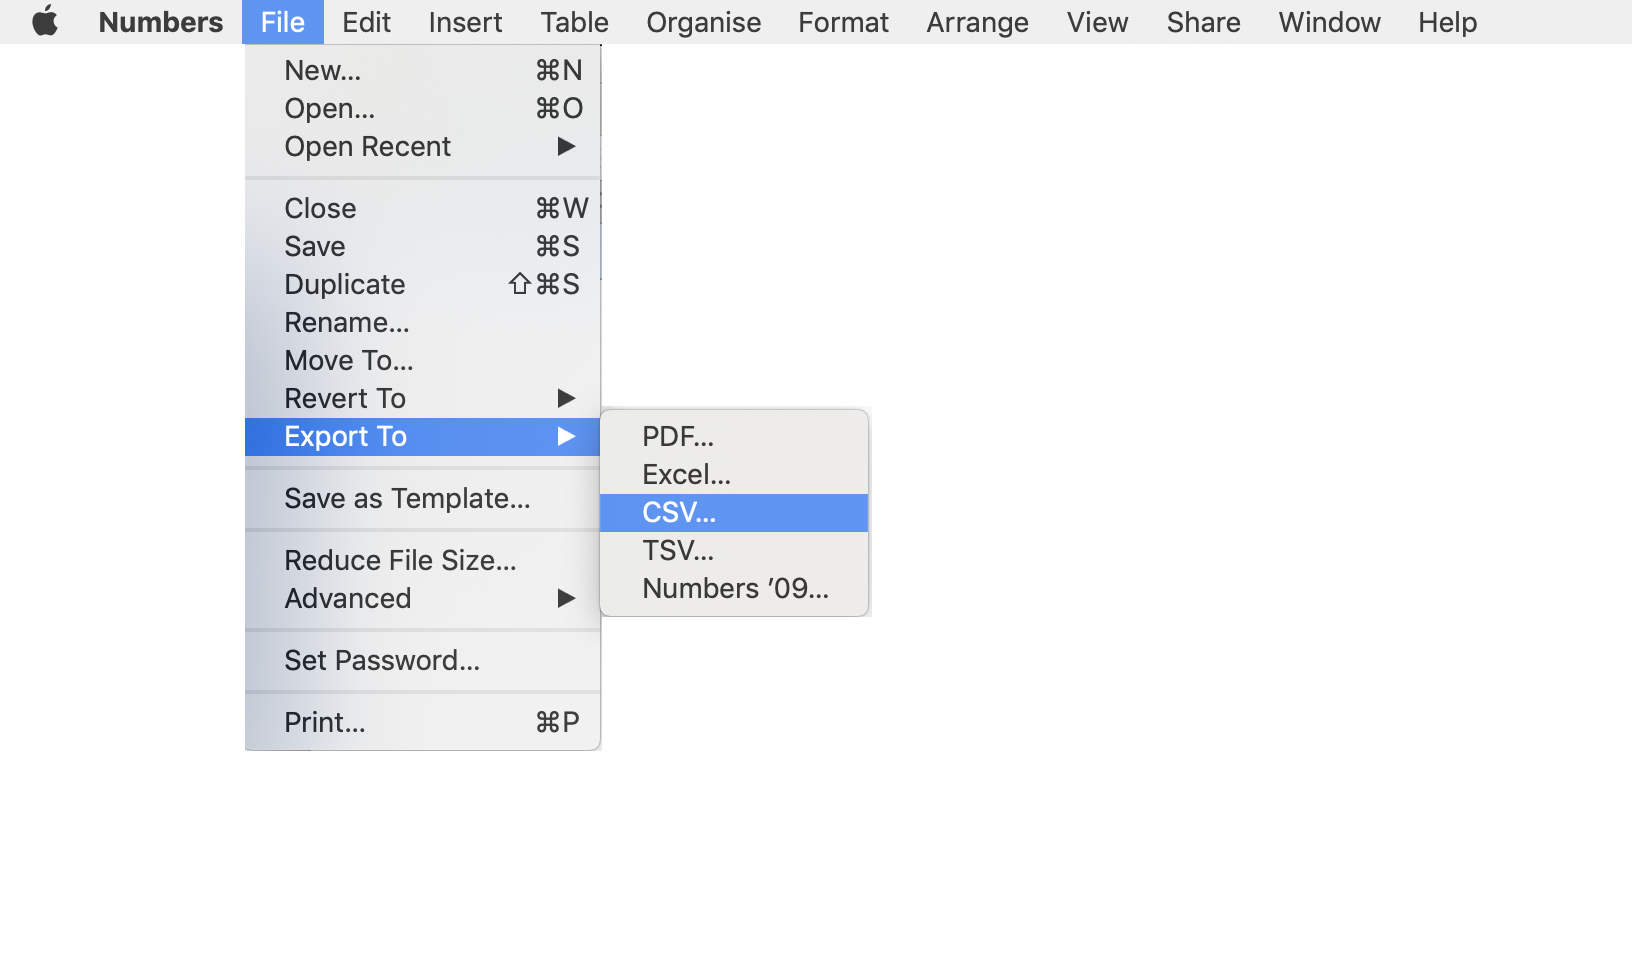 Numbers File Edit Insert Table Organise Format Arrange View Share Window Help
New... ⌘N
Open... ⌘O
Open Recent ▶
Close ⌘W
Save ⌘S
Duplicate ⇧⌘S
Rename...
Move To...
Revert To ▶
Export To ▶
PDF...
Excel...
CSV...
TSV...
Numbers ’09...
Save as Template...
Reduce File Size...
Advanced ▶
Set Password...
Print... ⌘P